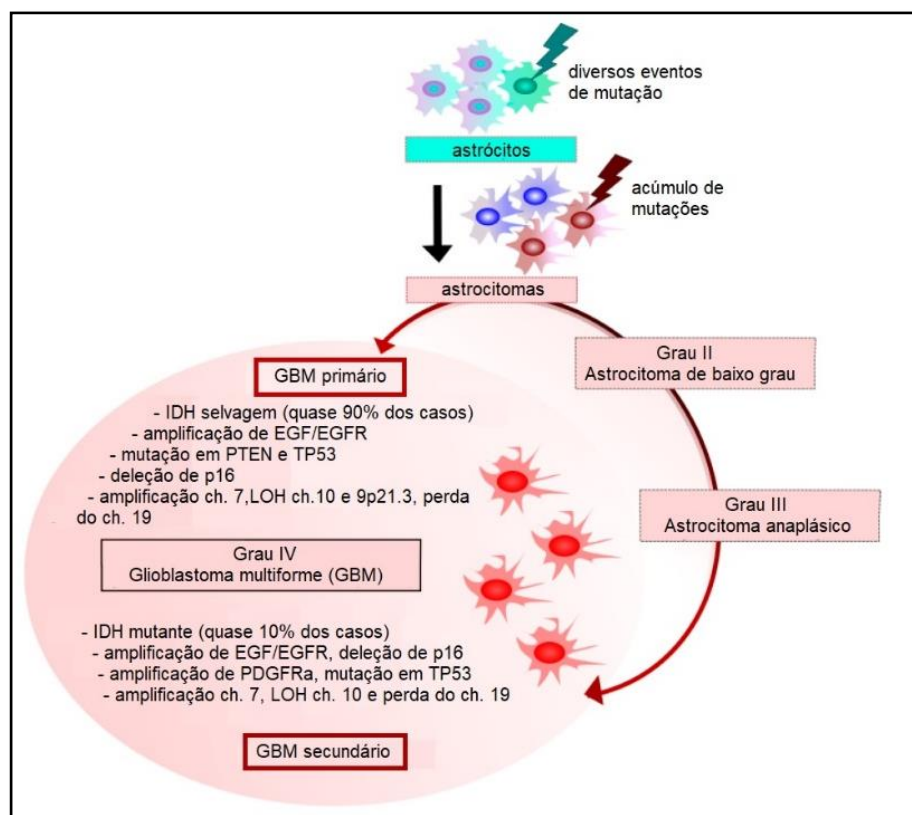 diversos eventos
de mutação
astrócitos
acúmulo de
mutações
astrocitomas
Grau II
Astrocitoma de baixo grau
GBM primário
- IDH selvagem (quase 90% dos casos)
- amplificação de EGF/EGFR
- mutação em PTEN e TP53
- deleção de p16
- amplificação ch. 7,LOH ch.10 e 9p21.3, perda
do ch. 19
Grau III
Astrocitoma anaplásico
Grau IV
Glioblastoma multiforme (GBM)
- IDH mutante (quase 10% dos casos)
- amplificação de EGF/EGFR, deleção de p16
- amplificação de PDGFRa, mutação em TP53
- amplificação ch. 7, LOH ch. 10 e perda do ch. 19
GBM secundário